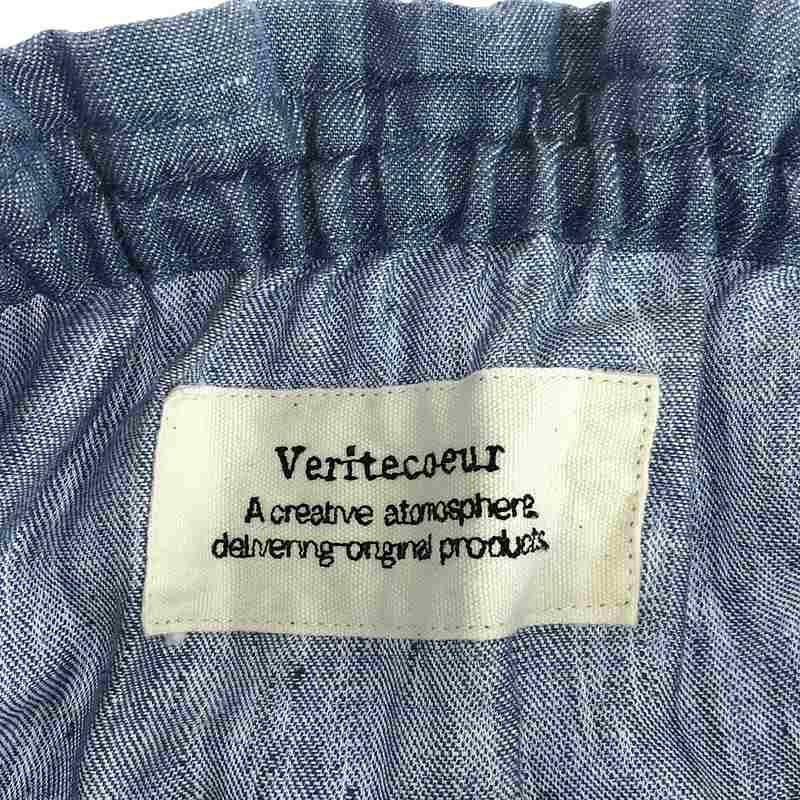 Veritecoeur
A creative atomosphere
delivering original products.